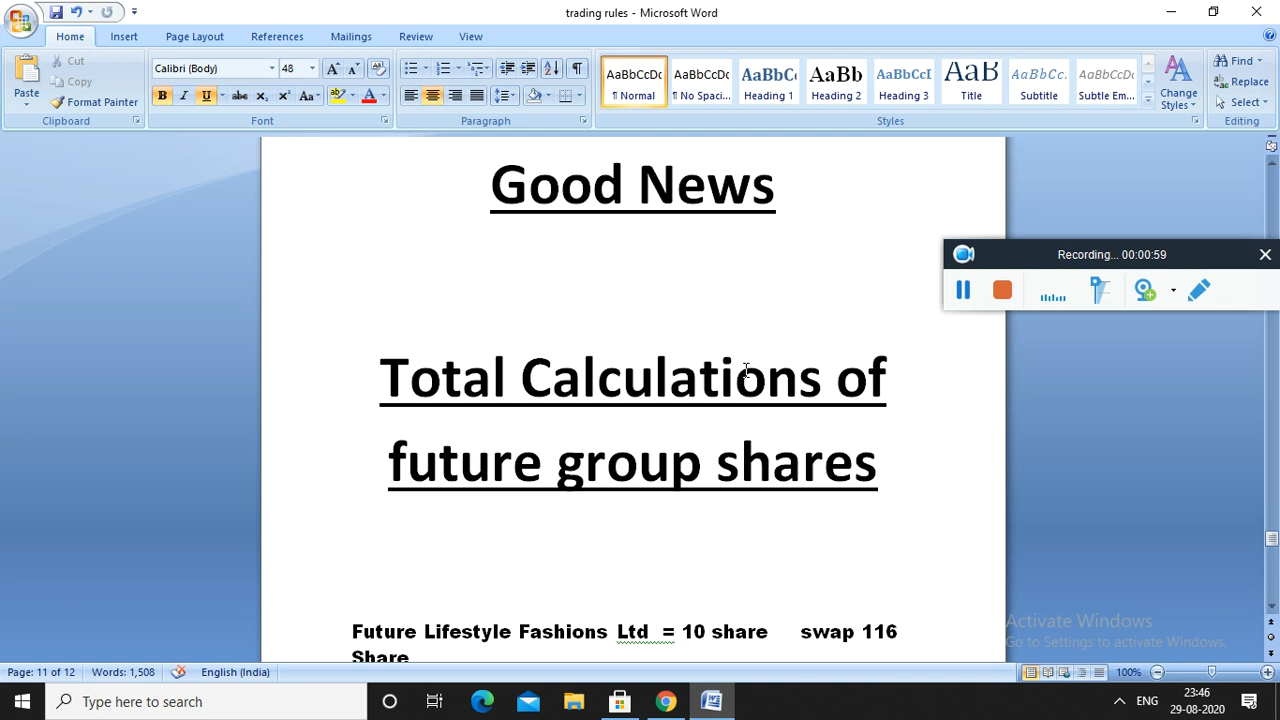 trading rules - Microsoft Word
Home Insert Page Layout References Mailings Review View
Paste
Cut
Copy
Format Painter
Clipboard
Calibri (Body) 48
B I U abc X₂ X² Aa
Font
Paragraph
AaBbCcDc AaBbCcDc AaBbC AaBb AaBbCcI AaB AaBbCc. AaBbCcDc
¶ Normal ¶ No Spaci... Heading 1 Heading 2 Heading 3 Title Subtitle Subtle Em...
Change Styles
Styles
Find
Replace
Select
Editing
Good News
Recording... 00:00:59
Total Calculations of
future group shares
Future Lifestyle Fashions Ltd = 10 share swap 116
Share
Activate Windows
Go to Settings to activate Windows.
Page: 11 of 12 Words: 1,508 English (India) 100%
Type here to search
ENG
23:46
29-08-2020